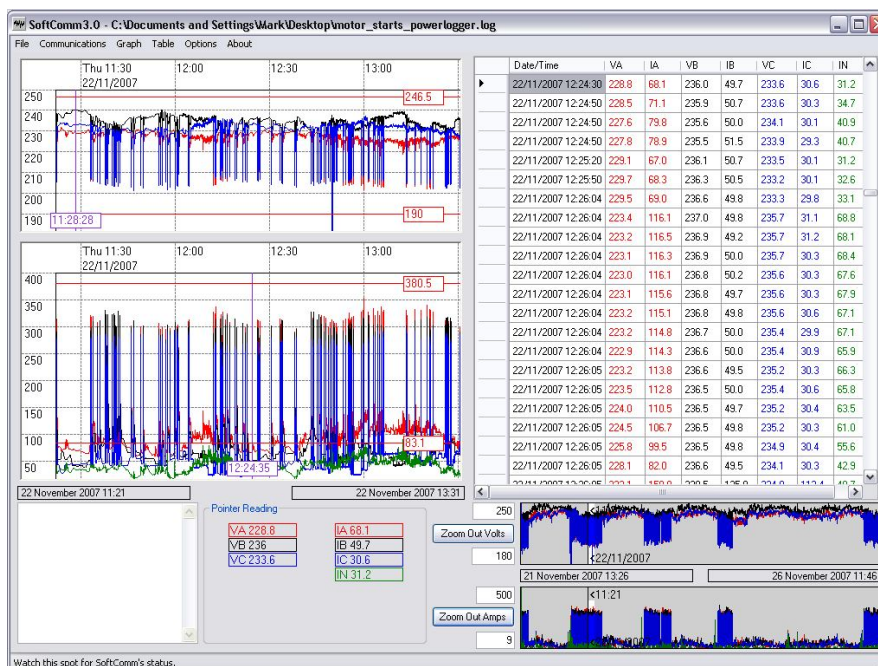 SoftComm3.0 - C:\Documents and Settings\Mark\Desktop\motor_starts_powerlogger.log
File Communications Graph Table Options About
Thu 11:30 12:00 12:30 13:00
22/11/2007
250
240
230
220
210
200
190
246.5
190
11:28:28
Thu 11:30 12:00 12:30 13:00
22/11/2007
400
350
300
250
200
150
100
50
380.5
83.1
12:24:35
22 November 2007 11:21
22 November 2007 13:31
Date/Time VA IA VB IB VC IC IN
22/11/2007 12:24:30 228.8 68.1 236.0 49.7 233.6 30.6 31.2
22/11/2007 12:24:50 228.5 71.1 235.9 50.7 233.6 30.3 34.7
22/11/2007 12:24:50 227.6 79.8 235.6 50.0 234.1 30.1 40.9
22/11/2007 12:24:50 227.8 78.9 235.5 51.5 233.9 29.3 40.7
22/11/2007 12:25:20 229.1 67.0 236.1 50.7 233.5 30.1 31.2
22/11/2007 12:25:50 229.7 68.3 236.3 50.5 233.2 30.1 32.6
22/11/2007 12:26:04 229.5 69.0 236.6 49.8 233.3 29.8 33.1
22/11/2007 12:26:04 223.4 116.1 237.0 49.8 235.7 31.1 68.8
22/11/2007 12:26:04 223.2 116.5 236.9 49.2 235.7 31.2 68.1
22/11/2007 12:26:04 223.1 116.3 236.9 50.0 235.7 30.3 68.4
22/11/2007 12:26:04 223.0 116.1 236.8 50.2 235.6 30.3 67.6
22/11/2007 12:26:04 223.1 115.6 236.8 49.7 235.6 30.3 67.9
22/11/2007 12:26:04 223.2 115.1 236.8 49.8 235.6 30.6 67.1
22/11/2007 12:26:04 223.2 114.8 236.7 50.0 235.4 29.9 67.1
22/11/2007 12:26:04 222.9 114.3 236.6 50.0 235.4 30.9 65.9
22/11/2007 12:26:05 223.2 113.8 236.6 49.5 235.2 30.3 66.3
22/11/2007 12:26:05 223.5 112.8 236.5 50.0 235.4 30.6 65.8
22/11/2007 12:26:05 224.0 110.5 236.5 49.7 235.2 30.4 63.5
22/11/2007 12:26:05 224.5 106.7 236.5 49.8 235.2 30.3 61.0
22/11/2007 12:26:05 225.8 99.5 236.5 49.8 234.9 30.4 55.6
22/11/2007 12:26:05 228.1 82.0 236.6 49.5 234.1 30.3 42.9
Pointer Reading
VA 228.8 IA 68.1
VB 236 IB 49.7
VC 233.6 IC 30.6
IN 31.2
250
Zoom Out Volts
180
<22/11/2007
21 November 2007 13:26
26 November 2007 11:46
500
Zoom Out Amps
9
<11:21
Watch this spot for SoftComm's status.